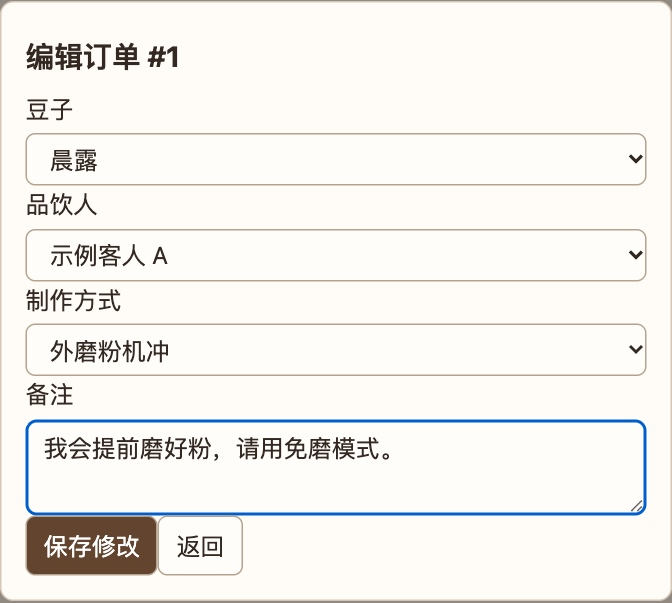 编辑订单 #1
豆子
晨露
品饮人
示例客人 A
制作方式
外磨粉机冲
备注
我会提前磨好粉，请用免磨模式。
保存修改 返回